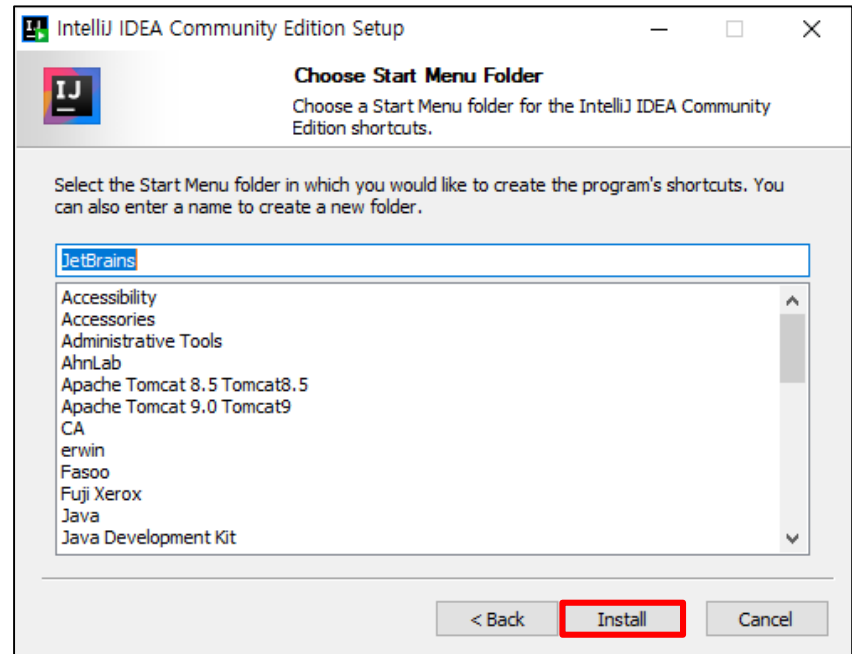 IntelliJ IDEA Community Edition Setup
IJ
Choose Start Menu Folder
Choose a Start Menu folder for the IntelliJ IDEA Community
Edition shortcuts.
Select the Start Menu folder in which you would like to create the program's shortcuts. You
can also enter a name to create a new folder.
JetBrains
Accessibility
Accessories
Administrative Tools
AhnLab
Apache Tomcat 8.5 Tomcat8.5
Apache Tomcat 9.0 Tomcat9
CA
erwin
Fasoo
Fuji Xerox
Java
Java Development Kit
< Back Install Cancel